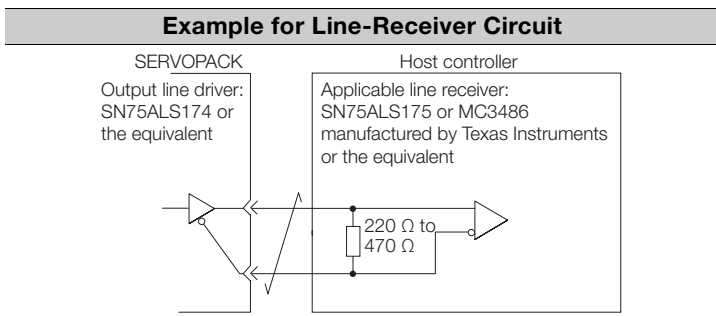 Example for Line-Receiver Circuit
SERVOPACK
Host controller
Output line driver:
SN75ALS174 or
the equivalent
Applicable line receiver:
SN75ALS175 or MC3486
manufactured by Texas Instruments
or the equivalent
220 Ω to
470 Ω